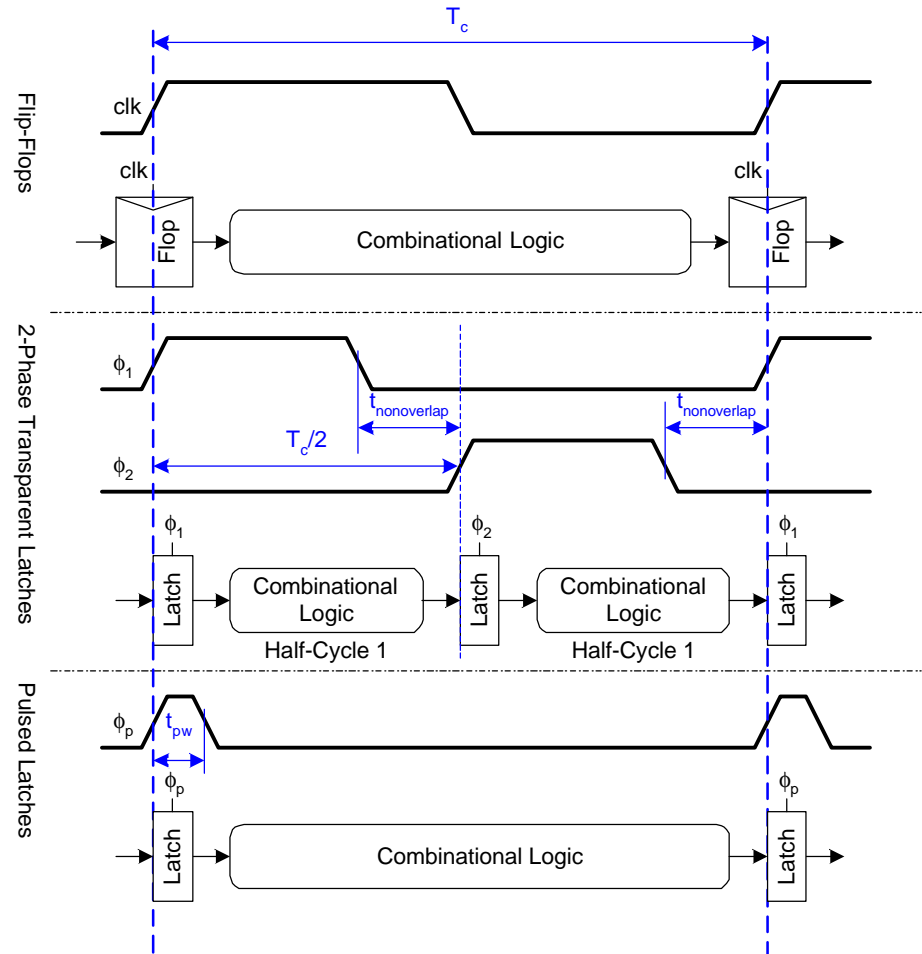 T_c
Flip-Flops
clk
clk
clk
Flop
Combinational Logic
Flop
2-Phase Transparent Latches
ϕ_1
t_nonoverlap
t_nonoverlap
T_c/2
ϕ_2
ϕ_1
ϕ_2
ϕ_1
Latch
Combinational
Logic
Latch
Combinational
Logic
Latch
Half-Cycle 1
Half-Cycle 1
Pulsed Latches
ϕ_p
t_pw
ϕ_p
ϕ_p
Latch
Combinational Logic
Latch